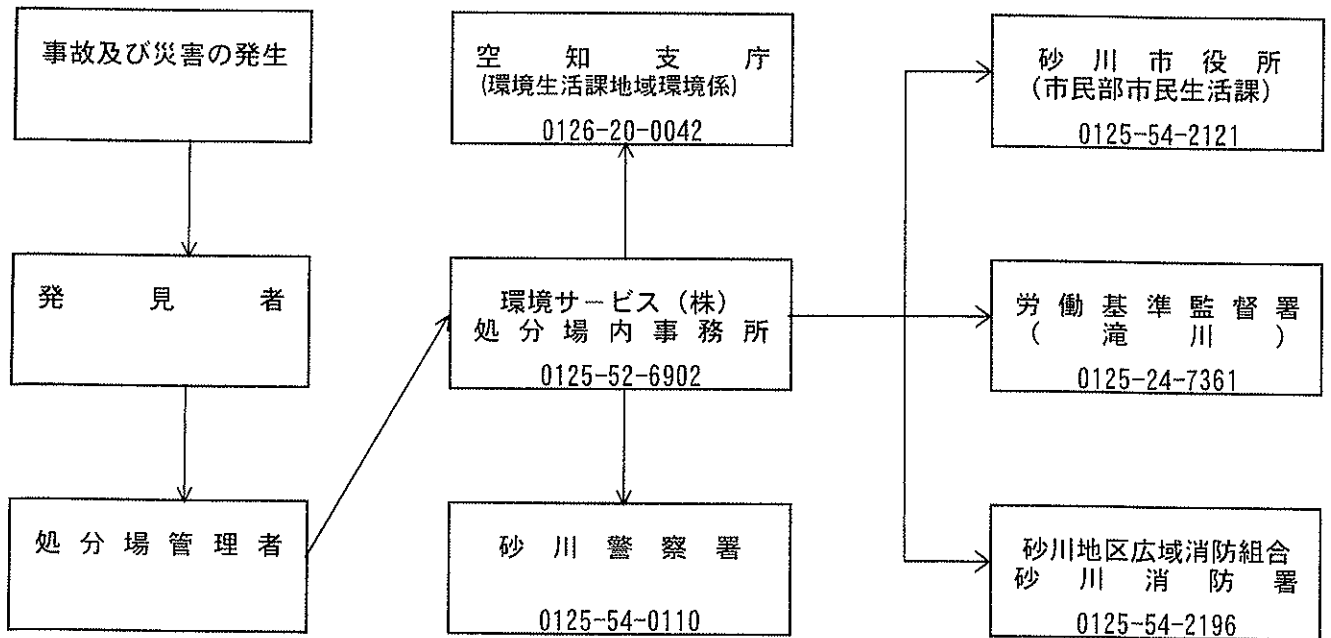 事故及び災害の発生
発見者
処分場管理者
空知支庁
(環境生活課地域環境係)
0126-20-0042
環境サービス(株)
処分場内事務所
0125-52-6902
砂川警察署
0125-54-0110
砂川市役所
(市民部市民生活課)
0125-54-2121
労働基準監督署
(滝川)
0125-24-7361
砂川地区広域消防組合
砂川消防署
0125-54-2196